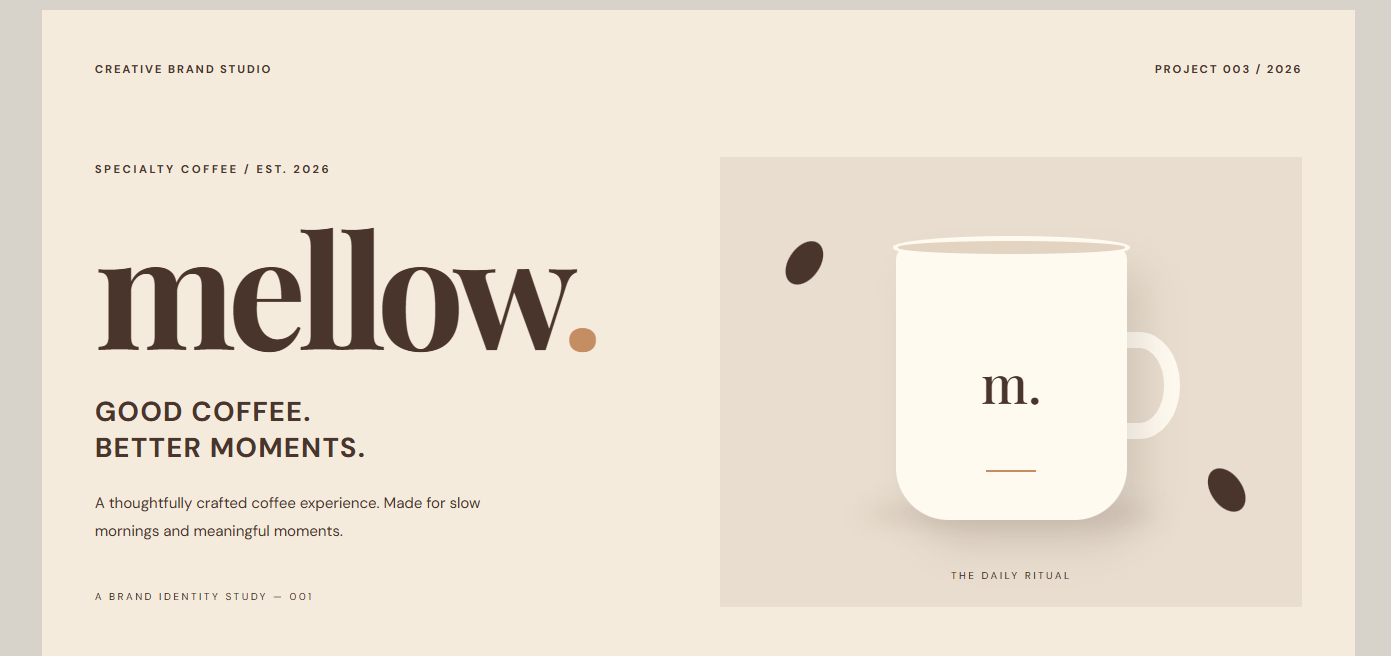 CREATIVE BRAND STUDIO
PROJECT 003 / 2026
SPECIALTY COFFEE / EST. 2026
mellow.
GOOD COFFEE.
BETTER MOMENTS.
A thoughtfully crafted coffee experience. Made for slow
mornings and meaningful moments.
A BRAND IDENTITY STUDY — 001
m.
THE DAILY RITUAL